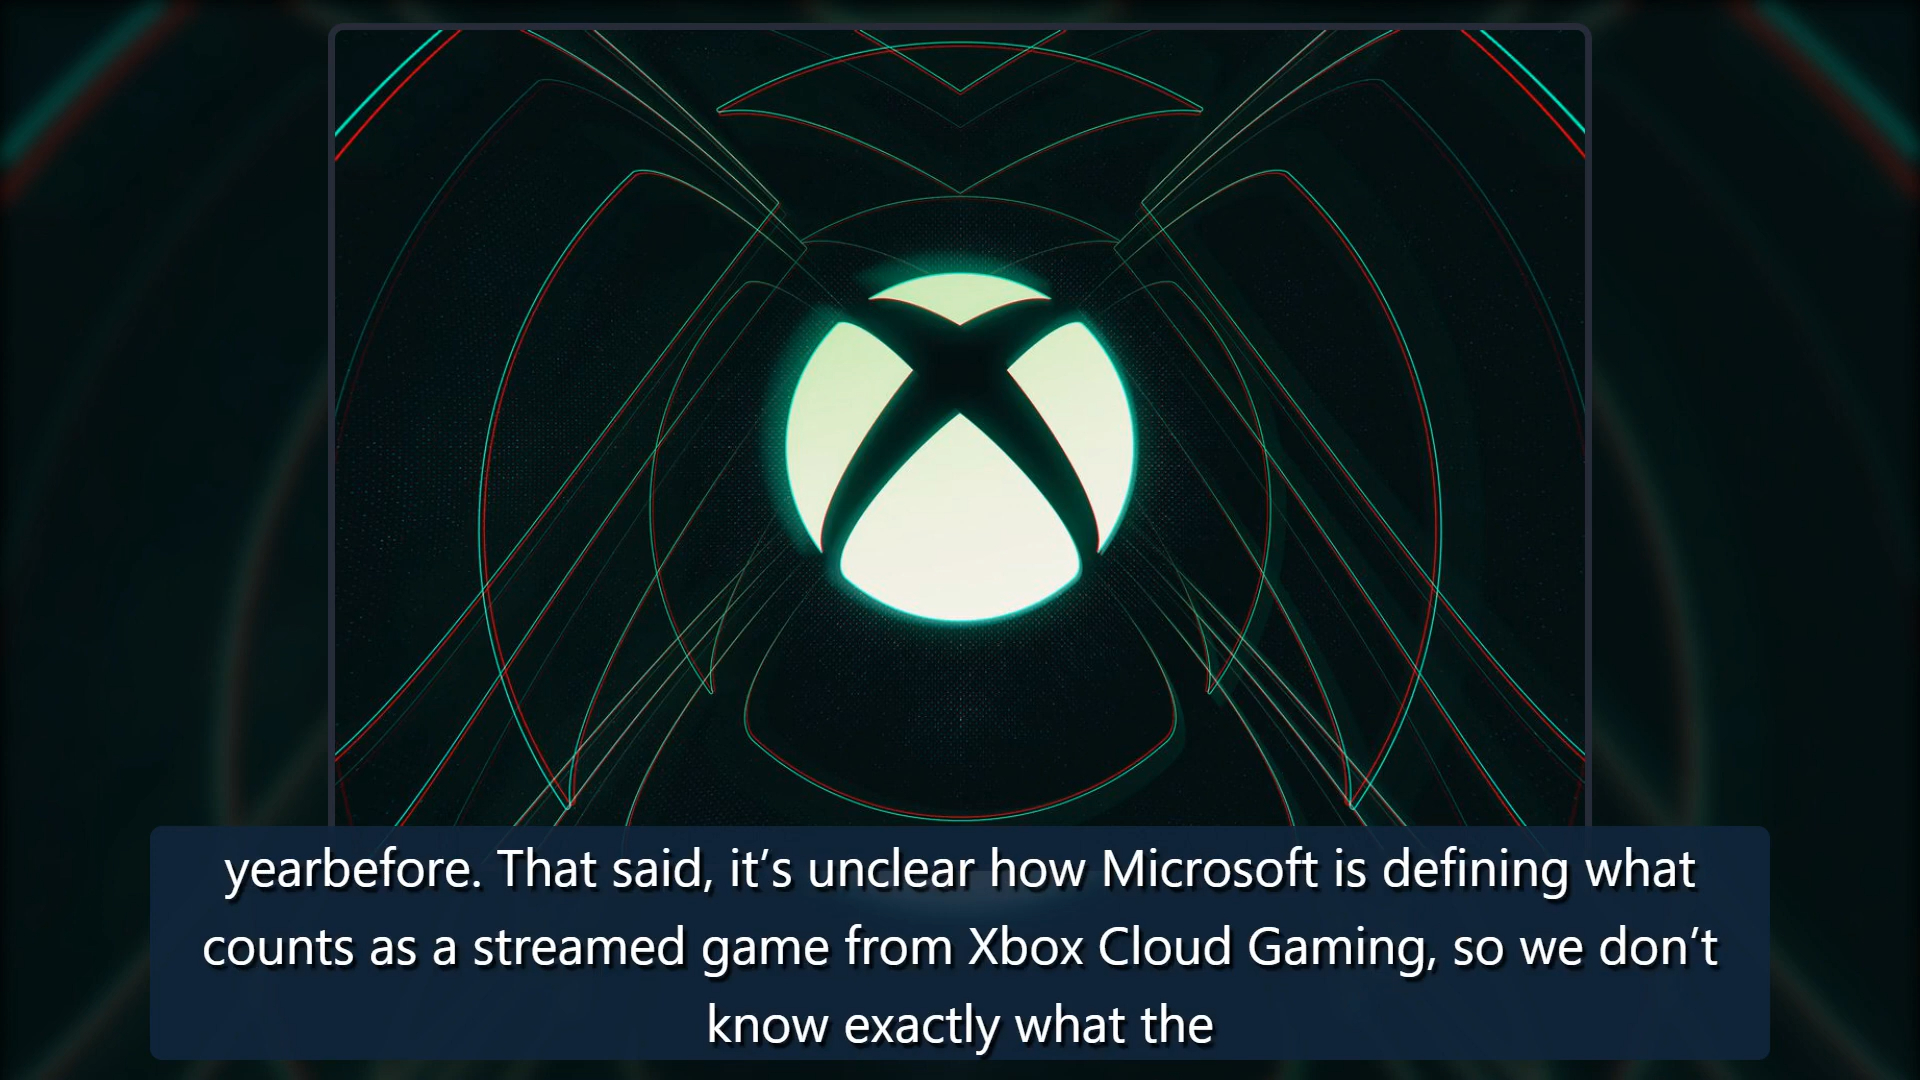 yearbefore. That said, it’s unclear how Microsoft is defining what
counts as a streamed game from Xbox Cloud Gaming, so we don’t
know exactly what the